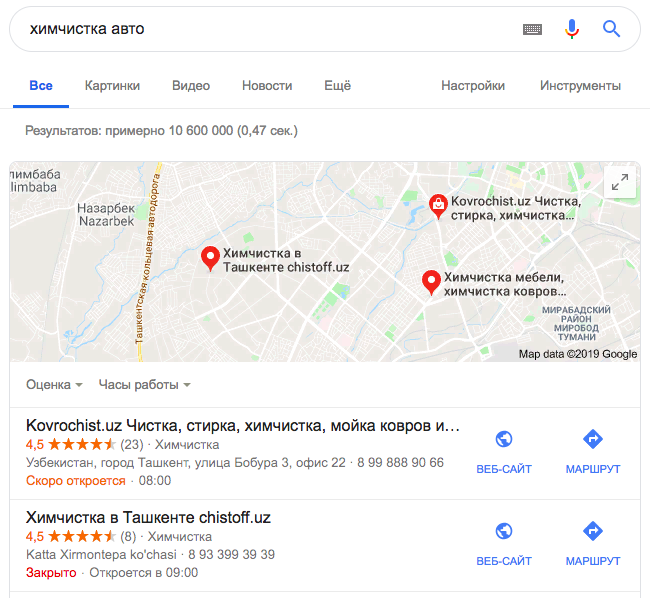 химчистка авто
Все Картинки Видео Новости Ещё Настройки Инструменты
Результатов: примерно 10 600 000 (0,47 сек.)
лимбаба
limbaba
Назарбек
Nazarbek
Ташкентская кольцевая автодорога
Kovrochist.uz Чистка,
стирка, химчистка...
Химчистка в
Ташкенте chistoff.uz
Химчистка мебели,
химчистка ковров...
МИРАБАДСКИЙ
РАЙОН
МИРОБОД
ТУМАНИ
Map data ©2019 Google
Оценка Часы работы
Kovrochist.uz Чистка, стирка, химчистка, мойка ковров и...
4,5 (23) · Химчистка
Узбекистан, город Ташкент, улица Бобура 3, офис 22 · 8 99 888 90 66
Скоро откроется · 08:00
ВЕБ-САЙТ МАРШРУТ
Химчистка в Ташкенте chistoff.uz
4,5 (8) · Химчистка
Katta Xirmontepa ko'chasi · 8 93 399 39 39
Закрыто · Откроется в 09:00
ВЕБ-САЙТ МАРШРУТ